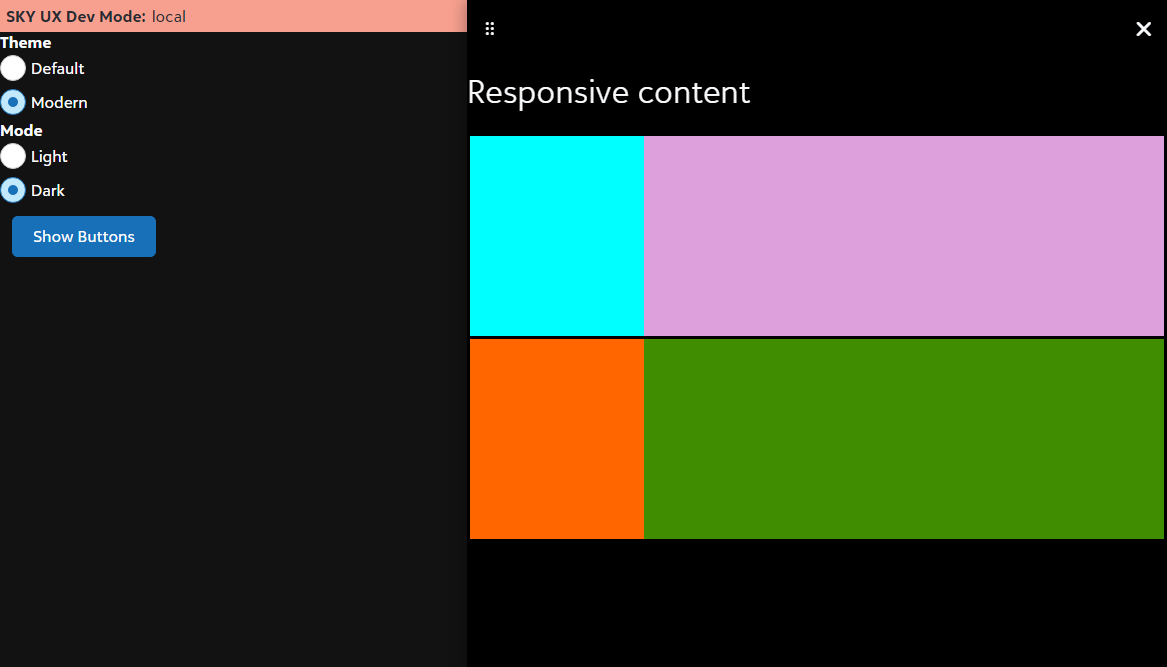 SKY UX Dev Mode: local
Theme
Default
Modern
Mode
Light
Dark
Show Buttons
Responsive content